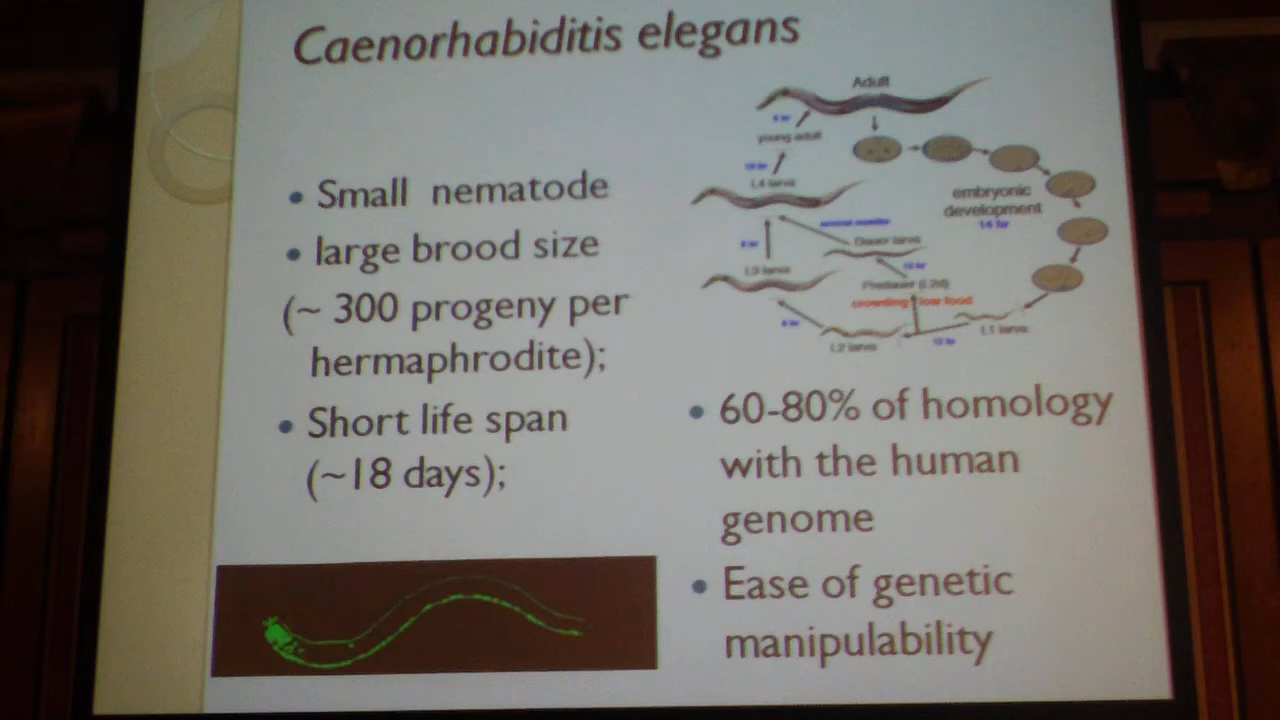 Caenorhabiditis elegans
• Small nematode
• large brood size
(~ 300 progeny per
hermaphrodite);
• Short life span
(~18 days);
Adult
young adult
L4 larva
embryonic
development
Dauer larva
L3 larva
Predauer (L2d)
crowding low food
L1 larva
L2 larva
• 60-80% of homology
with the human
genome
• Ease of genetic
manipulability